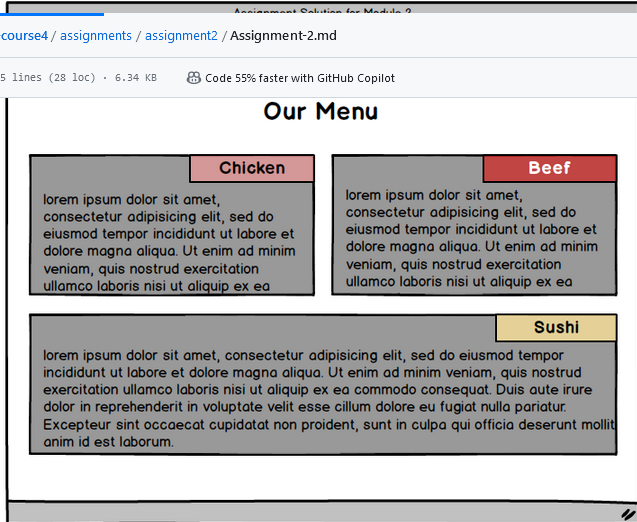 Assignment Solution for Module 2
course4 / assignments / assignment2 / Assignment-2.md
5 lines (28 loc) · 6.34 KB
Code 55% faster with GitHub Copilot
Our Menu
Chicken
lorem ipsum dolor sit amet,
consectetur adipisicing elit, sed do
eiusmod tempor incididunt ut labore et
dolore magna aliqua. Ut enim ad minim
veniam, quis nostrud exercitation
ullamco laboris nisi ut aliquip ex ea
Beef
lorem ipsum dolor sit amet,
consectetur adipisicing elit, sed do
eiusmod tempor incididunt ut labore et
dolore magna aliqua. Ut enim ad minim
veniam, quis nostrud exercitation
ullamco laboris nisi ut aliquip ex ea
Sushi
lorem ipsum dolor sit amet, consectetur adipisicing elit, sed do eiusmod tempor
incididunt ut labore et dolore magna aliqua. Ut enim ad minim veniam, quis nostrud
exercitation ullamco laboris nisi ut aliquip ex ea commodo consequat. Duis aute irure
dolor in reprehenderit in voluptate velit esse cillum dolore eu fugiat nulla pariatur.
Excepteur sint occaecat cupidatat non proident, sunt in culpa qui officia deserunt mollit
anim id est laborum.